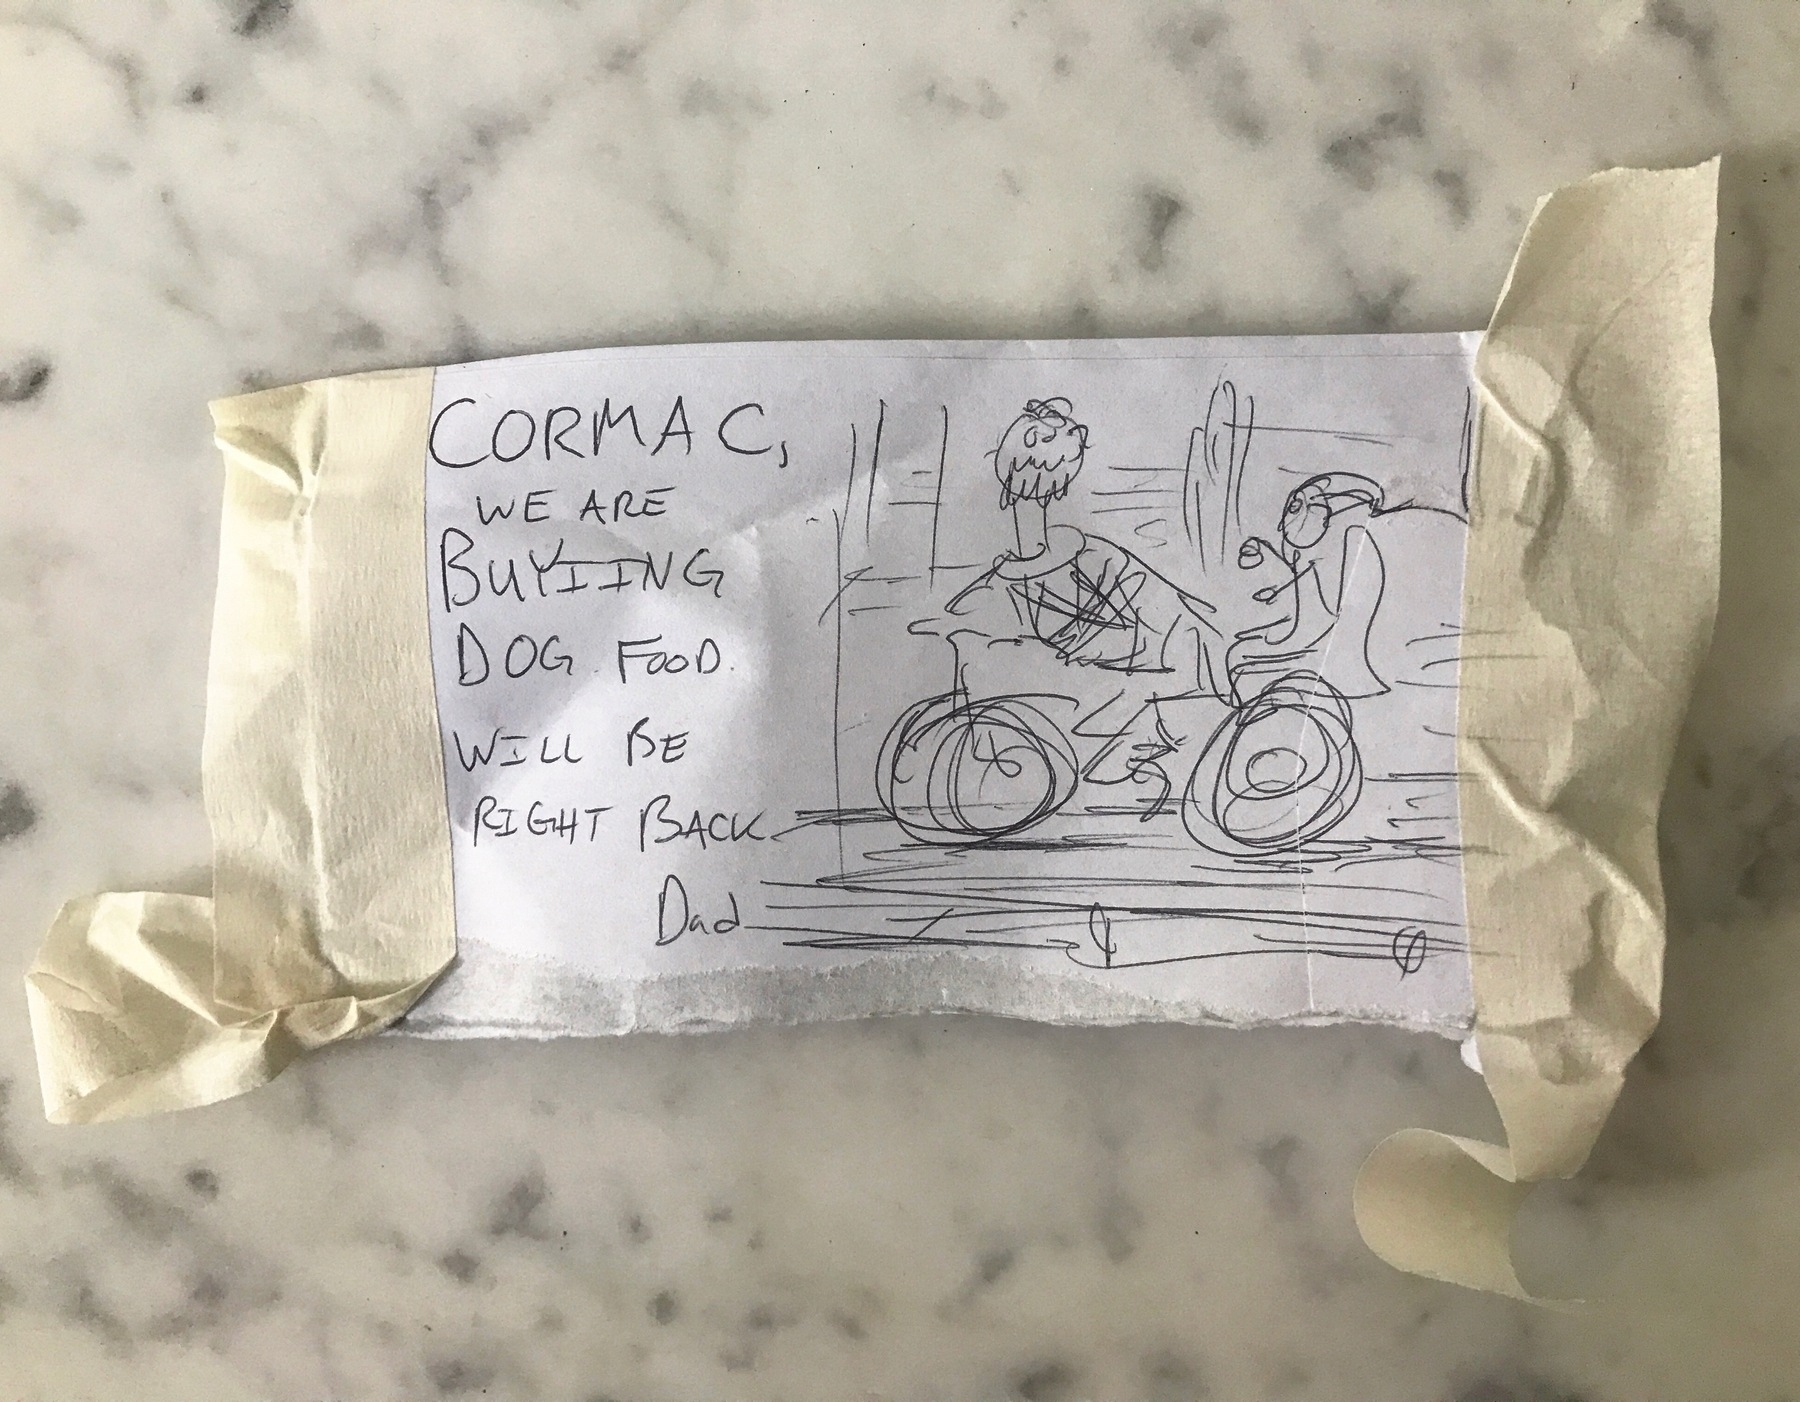 CORMAC,
WE ARE
BUYIING
DOG FOOD.
WILL BE
RIGHT BACK
Dad